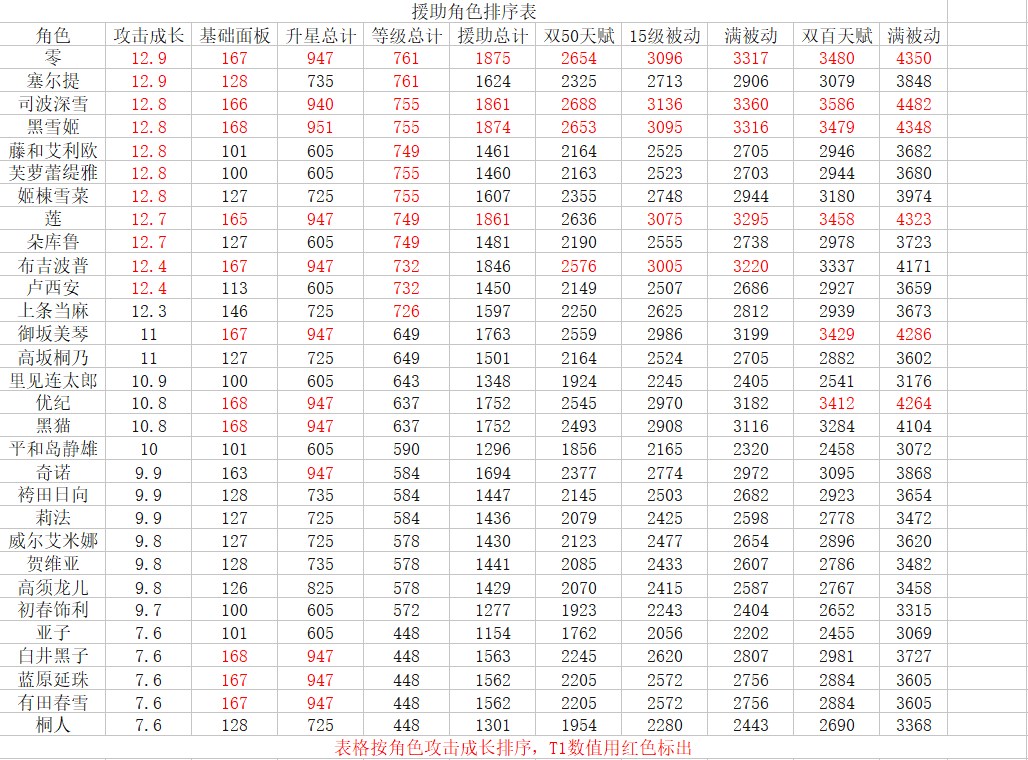 援助角色排序表
角色 攻击成长 基础面板 升星总计 等级总计 援助总计 双50天赋 15级被动 满被动 双百天赋 满被动
零 12.9 167 947 761 1875 2654 3096 3317 3480 4350
塞尔提 12.9 128 735 761 1624 2325 2713 2906 3079 3848
司波深雪 12.8 166 940 755 1861 2688 3136 3360 3586 4482
黑雪姬 12.8 168 951 755 1874 2653 3095 3316 3479 4348
藤和艾利欧 12.8 101 605 749 1461 2164 2525 2705 2946 3682
芙萝蕾缇雅 12.8 100 605 755 1460 2163 2523 2703 2944 3680
姬楝雪菜 12.8 127 725 755 1607 2355 2748 2944 3180 3974
莲 12.7 165 947 749 1861 2636 3075 3295 3458 4323
朵库鲁 12.7 127 605 749 1481 2190 2555 2738 2978 3723
布吉波普 12.4 167 947 732 1846 2576 3005 3220 3337 4171
卢西安 12.4 113 605 732 1450 2149 2507 2686 2927 3659
上条当麻 12.3 146 725 726 1597 2250 2625 2812 2939 3673
御坂美琴 11 167 947 649 1763 2559 2986 3199 3429 4286
高坂桐乃 11 127 725 649 1501 2164 2524 2705 2882 3602
里见连太郎 10.9 100 605 643 1348 1924 2245 2405 2541 3176
优纪 10.8 168 947 637 1752 2545 2970 3182 3412 4264
黑猫 10.8 168 947 637 1752 2493 2908 3116 3284 4104
平和岛静雄 10 101 605 590 1296 1856 2165 2320 2458 3072
奇诺 9.9 163 947 584 1694 2377 2774 2972 3095 3868
袴田日向 9.9 128 735 584 1447 2145 2503 2682 2923 3654
莉法 9.9 127 725 584 1436 2079 2425 2598 2778 3472
威尔艾米娜 9.8 127 725 578 1430 2123 2477 2654 2896 3620
贺维亚 9.8 128 735 578 1441 2085 2433 2607 2786 3482
高须龙儿 9.8 126 825 578 1429 2070 2415 2587 2767 3458
初春饰利 9.7 100 605 572 1277 1923 2243 2404 2652 3315
亚子 7.6 101 605 448 1154 1762 2056 2202 2455 3069
白井黑子 7.6 168 947 448 1563 2245 2620 2807 2981 3727
蓝原延珠 7.6 167 947 448 1562 2205 2572 2756 2884 3605
有田春雪 7.6 167 947 448 1562 2205 2572 2756 2884 3605
桐人 7.6 128 725 448 1301 1954 2280 2443 2690 3368
表格按角色攻击成长排序，T1数值用红色标出